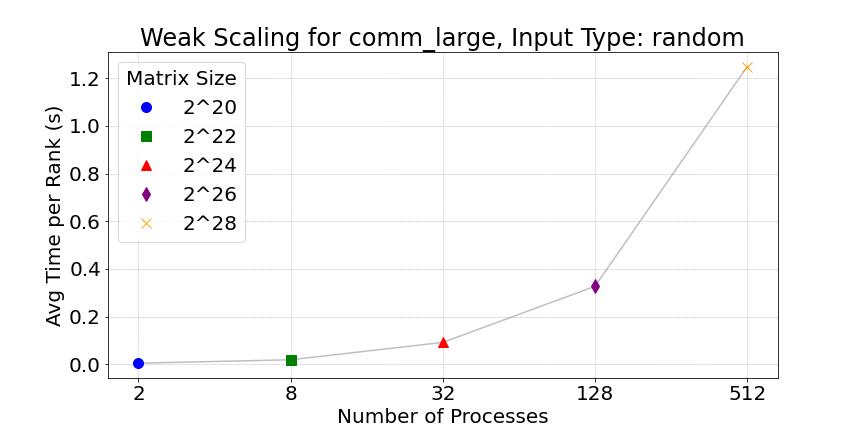 Weak Scaling for comm_large, Input Type: random
Avg Time per Rank (s)
1.2
1.0
0.8
0.6
0.4
0.2
0.0
Matrix Size
2^20
2^22
2^24
2^26
2^28
2 8 32 128 512
Number of Processes